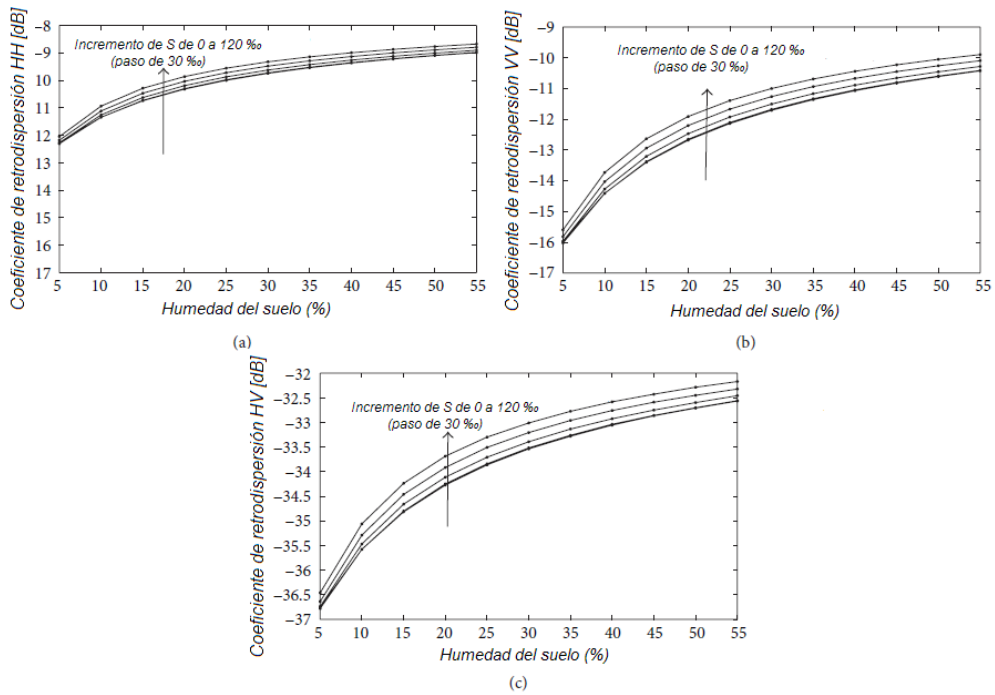 Coeficiente de retrodispersión HH [dB]
−8
−9
10
11
12
13
14
15
16
17
Incremento de S de 0 a 120 ‰
(paso de 30 ‰)
5 10 15 20 25 30 35 40 45 50 55
Humedad del suelo (%)
(a)
Coeficiente de retrodispersión VV [dB]
−9
−10
−11
−12
−13
−14
−15
−16
−17
Incremento de S de 0 a 120 ‰
(paso de 30 ‰)
5 10 15 20 25 30 35 40 45 50 55
Humedad del suelo (%)
(b)
Coeficiente de retrodispersión HV [dB]
−32
−32.5
−33
−33.5
−34
−34.5
−35
−35.5
−36
−36.5
−37
Incremento de S de 0 a 120 ‰
(paso de 30 ‰)
5 10 15 20 25 30 35 40 45 50 55
Humedad del suelo (%)
(c)